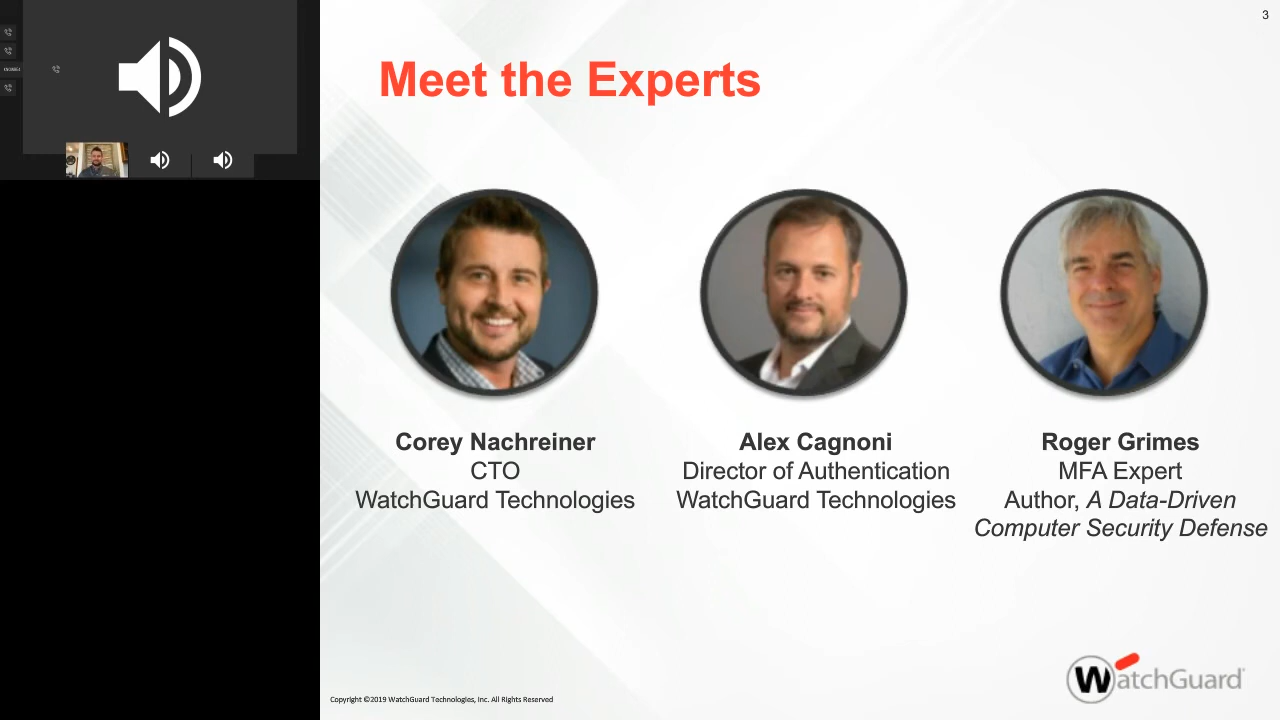 3
Meet the Experts
Corey Nachreiner
CTO
WatchGuard Technologies
Alex Cagnoni
Director of Authentication
WatchGuard Technologies
Roger Grimes
MFA Expert
Author, A Data-Driven
Computer Security Defense
Copyright ©2019 WatchGuard Technologies, Inc. All Rights Reserved
WatchGuard